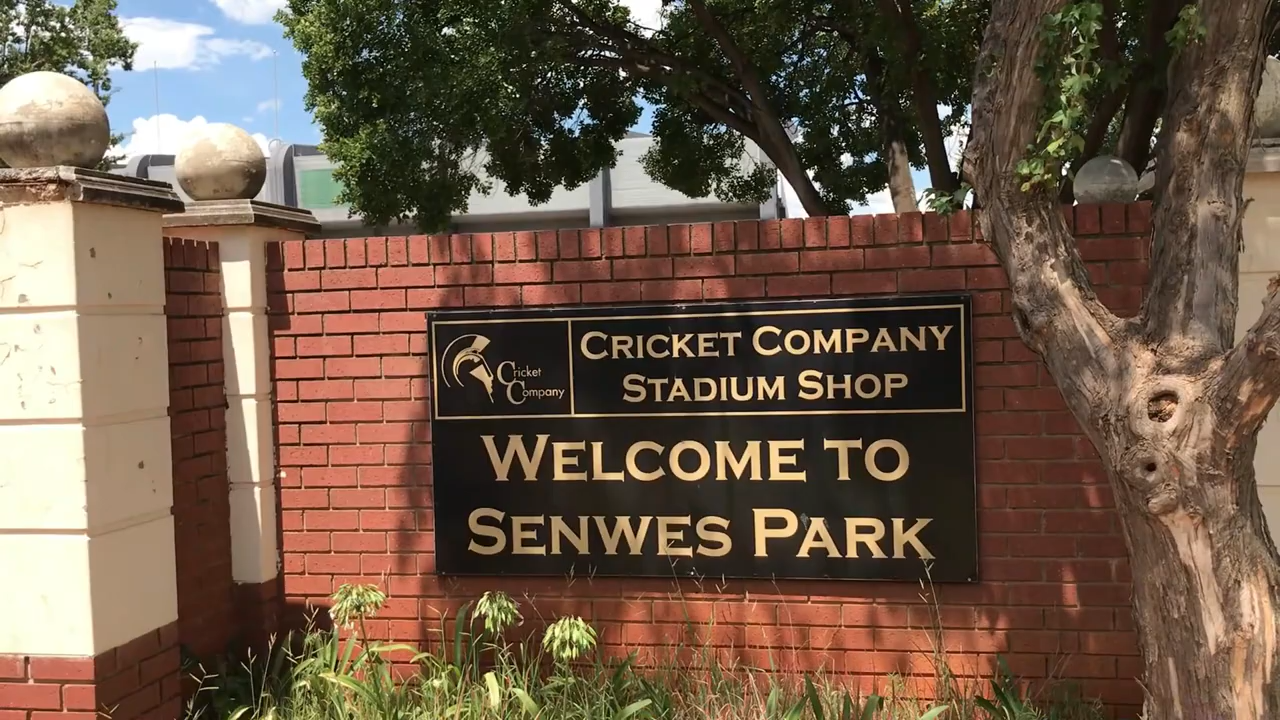 Cricket
Company
CRICKET COMPANY
STADIUM SHOP
WELCOME TO
SENWES PARK